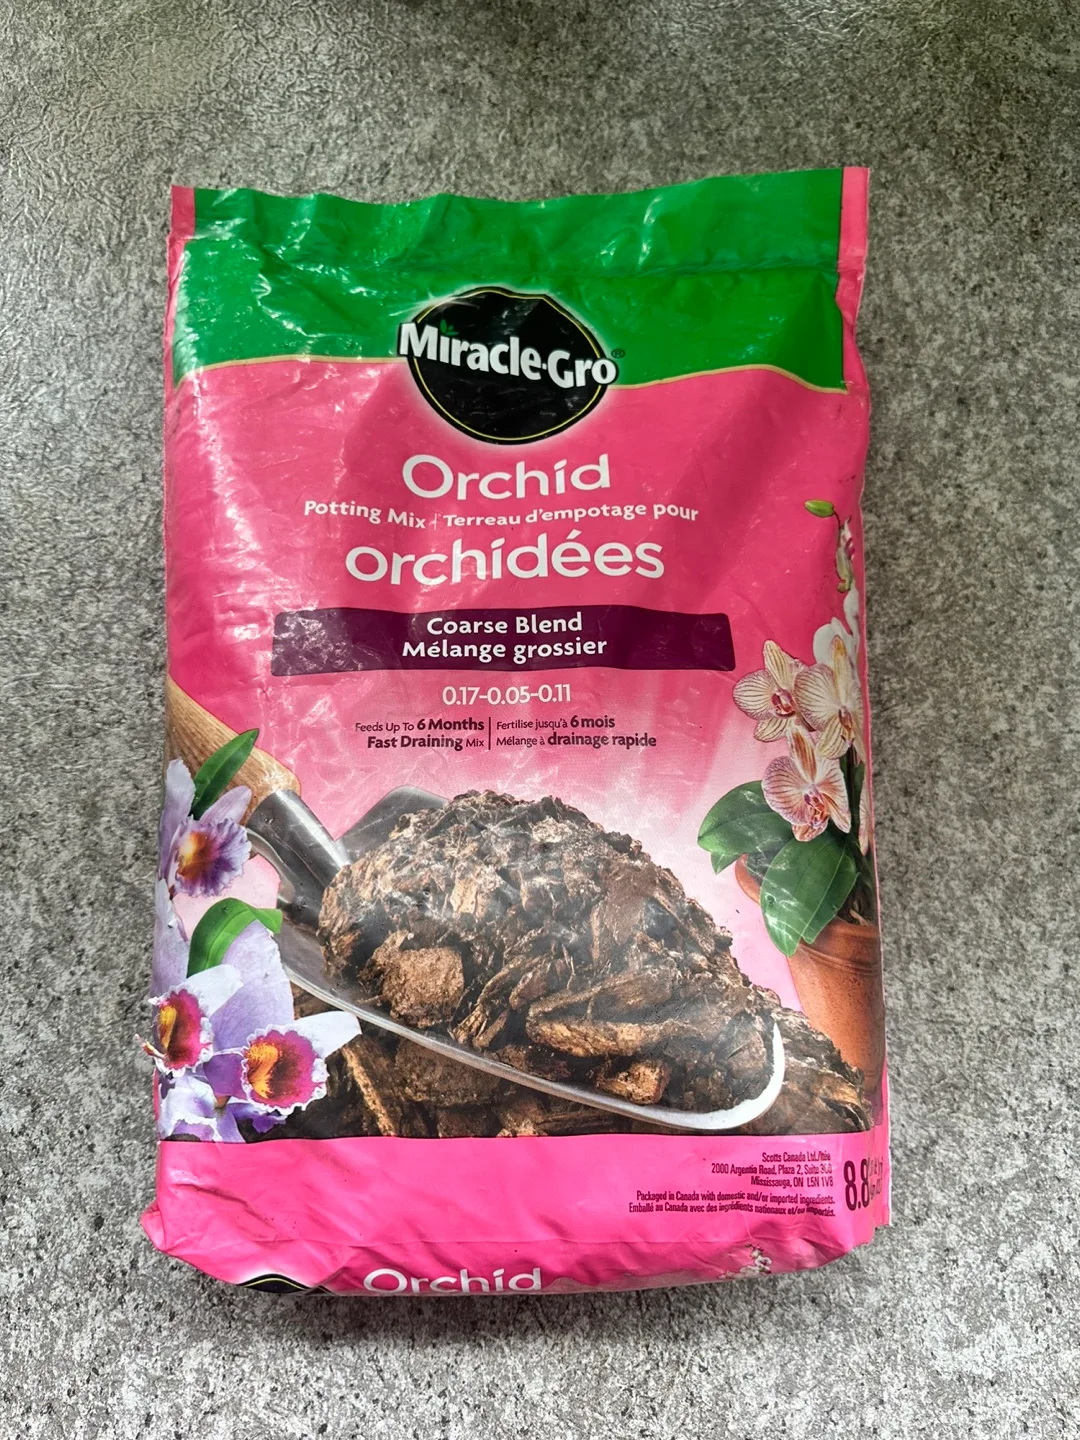 Miracle-Gro®
Orchid
Potting Mix | Terreau d'empotage pour
orchidées
Coarse Blend
Mélange grossier
0.17-0.05-0.11
Feeds Up To 6 Months | Fertilise jusqu'à 6 mois
Fast Draining Mix | Mélange à drainage rapide
Scotts Canada Ltd./ltée
2000 Argentia Road, Plaza 2, Suite
Mississauga, ON L5N 1V8
Packaged in Canada with domestic and/or imported ingredients.
Emballé au Canada avec des ingrédients nationaux et/ou importés.
8.8
Orchid